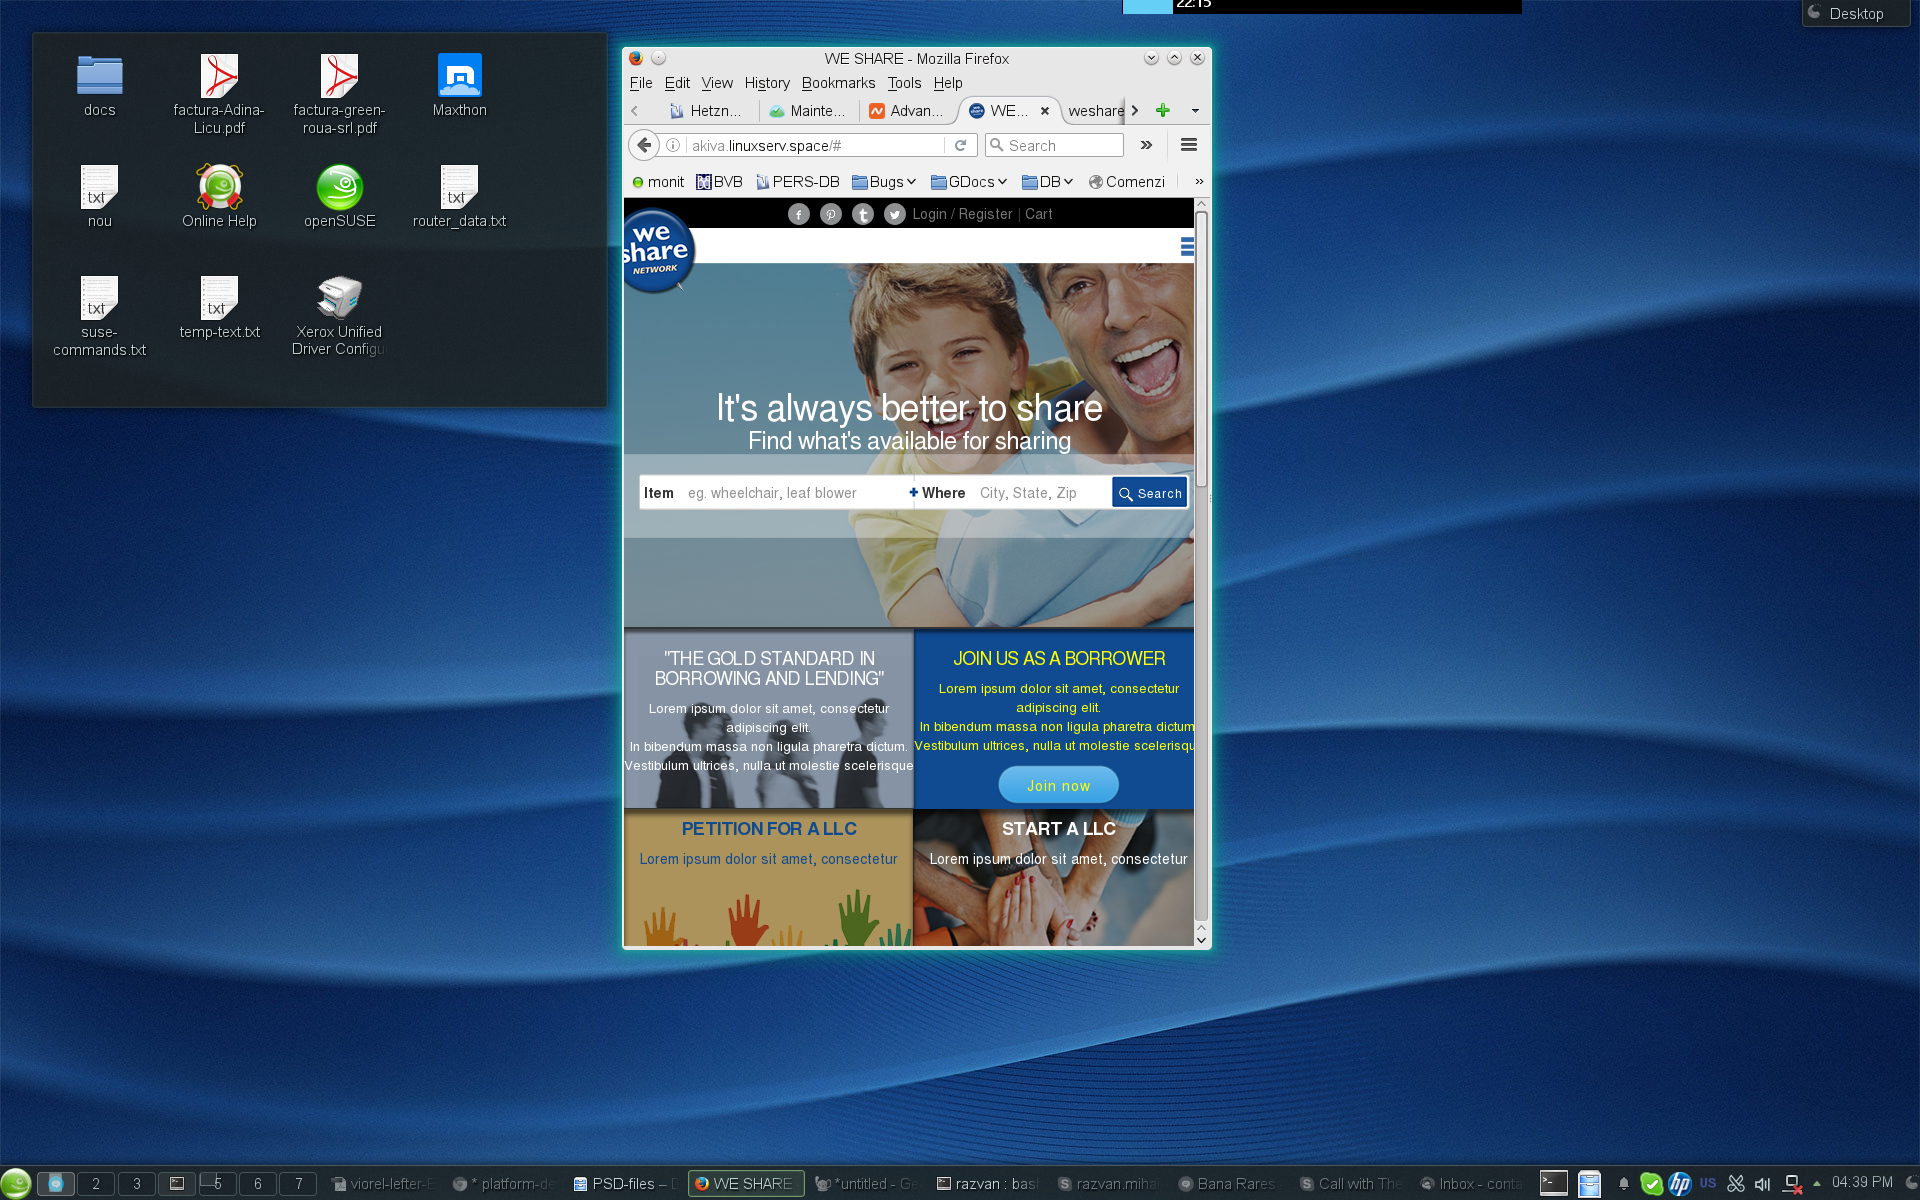 22:15
Desktop
docs
factura-Adina-
Licu.pdf
factura-green-
roua-srl.pdf
Maxthon
txt
nou
Online Help
openSUSE
txt
router_data.txt
txt
suse-
commands.txt
txt
temp-text.txt
Xerox Unified
Driver Configu
WE SHARE - Mozilla Firefox
File Edit View History Bookmarks Tools Help
Hetzn... Mainte... Advan... WE... weshare
akiva.linuxserv.space/# Search
monit BVB PERS-DB Bugs GDocs DB Comenzi
Login / Register | Cart
we
share
NETWORK
It's always better to share
Find what's available for sharing
Item eg. wheelchair, leaf blower + Where City, State, Zip Search
"THE GOLD STANDARD IN
BORROWING AND LENDING"
Lorem ipsum dolor sit amet, consectetur
adipiscing elit.
In bibendum massa non ligula pharetra dictum.
Vestibulum ultrices, nulla ut molestie scelerisque
JOIN US AS A BORROWER
Lorem ipsum dolor sit amet, consectetur
adipiscing elit.
In bibendum massa non ligula pharetra dictum
Vestibulum ultrices, nulla ut molestie scelerisqu
Join now
PETITION FOR A LLC
Lorem ipsum dolor sit amet, consectetur
START A LLC
Lorem ipsum dolor sit amet, consectetur
2 3 5 6 7 viorel-lefter-E * platform-de PSD-files – D WE SHARE *untitled - Ge razvan : bash razvan.miha Bana Rares Call with The Inbox - conta hp US 04:39 PM